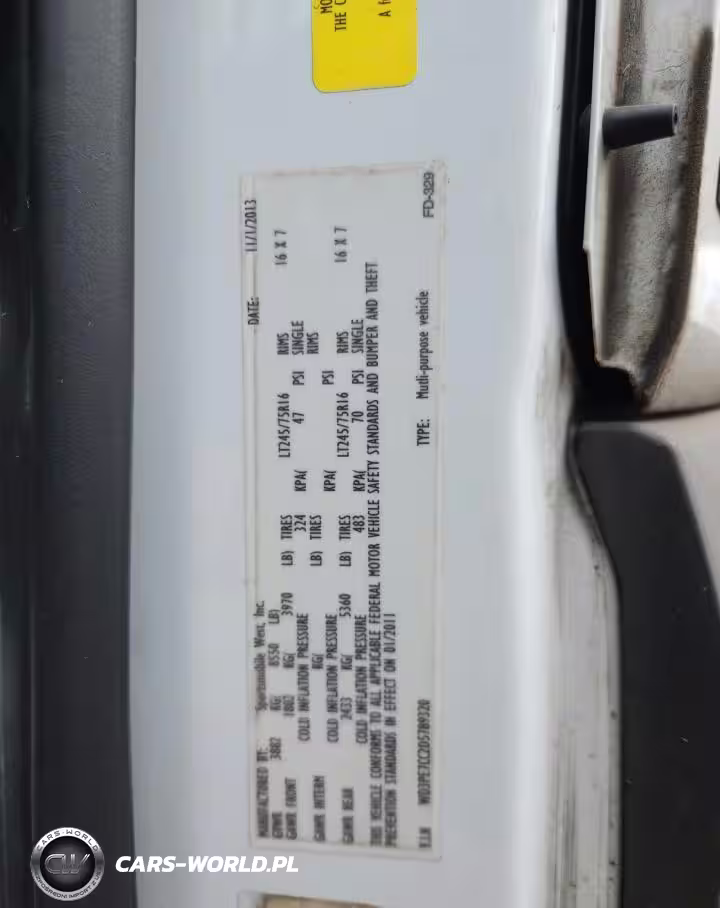 MANUFACTURED BY: Sportsmobile West, Inc. DATE: 11/1/2013
GVWR 3882 KG( 8550 LB)
GAWR FRONT 1802 KG( 3970 LB) TIRES LT245/75R16 RIMS 16 X 7
COLD INFLATION PRESSURE 324 KPA( 47 PSI SINGLE
GAWR INTERM KG( LB) TIRES RIMS
COLD INFLATION PRESSURE KPA( PSI
GAWR REAR 2433 KG( 5360 LB) TIRES LT245/75R16 RIMS 16 X 7
COLD INFLATION PRESSURE 483 KPA( 70 PSI SINGLE
THIS VEHICLE CONFORMS TO ALL APPLICABLE FEDERAL MOTOR VEHICLE SAFETY STANDARDS AND BUMPER AND THEFT
PREVENTION STANDARDS IN EFFECT ON 01/2011
V.I.N WD3PE7CC2D5789320 TYPE: Mutli-purpose vehicle FD-329
MO
THE C
A f
CARS-WORLD.PL
CARS-WORLD
CW